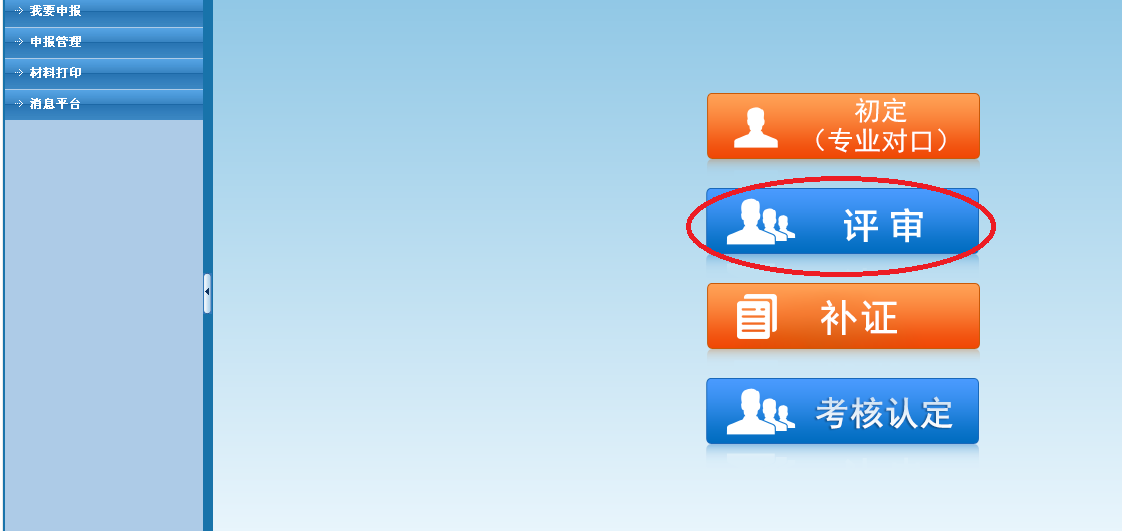 我要申报
申报管理
材料打印
消息平台
初定
（专业对口）
评审
补证
考核认定